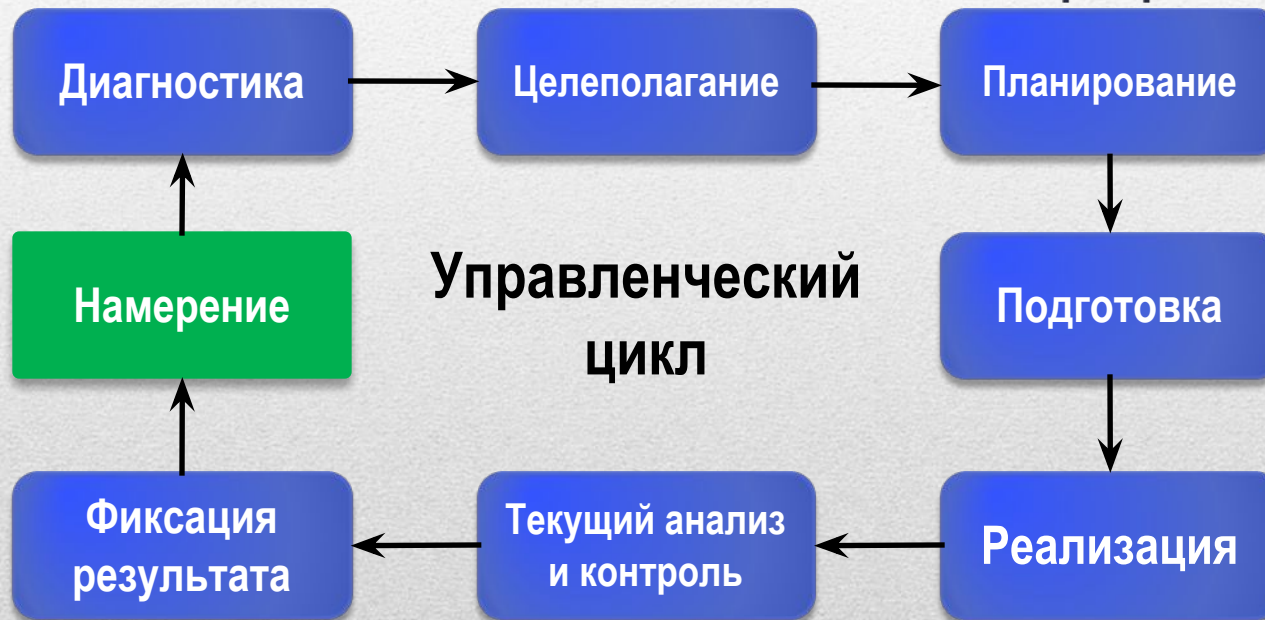 Диагностика
Целеполагание
Планирование
Намерение
Управленческий
цикл
Подготовка
Фиксация
результата
Текущий анализ
и контроль
Реализация